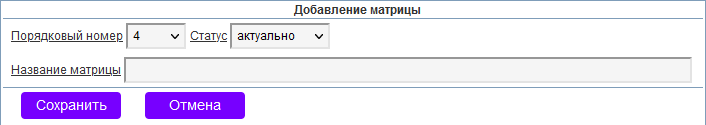 Добавление матрицы
Порядковый номер 4 Статус актуально
Название матрицы
Сохранить Отмена